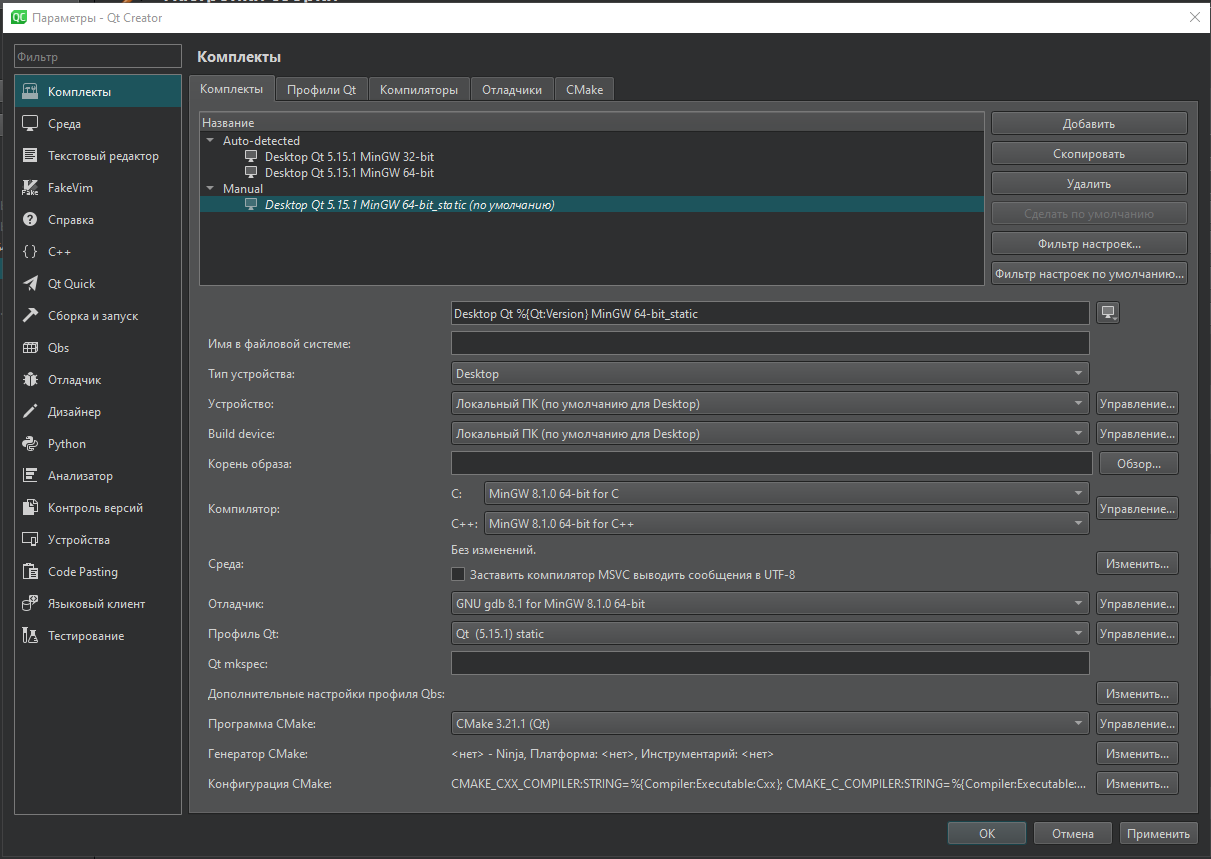 QC Параметры - Qt Creator
Фильтр
Комплекты
Среда
Текстовый редактор
Fake FakeVim
Справка
C++
Qt Quick
Сборка и запуск
Qbs
Отладчик
Дизайнер
Python
Анализатор
Контроль версий
Устройства
Code Pasting
Языковый клиент
Тестирование
Комплекты
Комплекты Профили Qt Компиляторы Отладчики CMake
Название
Auto-detected
Desktop Qt 5.15.1 MinGW 32-bit
Desktop Qt 5.15.1 MinGW 64-bit
Manual
Desktop Qt 5.15.1 MinGW 64-bit_static (по умолчанию)
Добавить
Скопировать
Удалить
Сделать по умолчанию
Фильтр настроек...
Фильтр настроек по умолчанию...
Desktop Qt %{Qt:Version} MinGW 64-bit_static
Имя в файловой системе:
Тип устройства: Desktop
Устройство: Локальный ПК (по умолчанию для Desktop) Управление...
Build device: Локальный ПК (по умолчанию для Desktop) Управление...
Корень образа: Обзор...
Компилятор: C: MinGW 8.1.0 64-bit for C
C++: MinGW 8.1.0 64-bit for C++ Управление...
Среда: Без изменений.
Заставить компилятор MSVC выводить сообщения в UTF-8 Изменить...
Отладчик: GNU gdb 8.1 for MinGW 8.1.0 64-bit Управление...
Профиль Qt: Qt (5.15.1) static Управление...
Qt mkspec:
Дополнительные настройки профиля Qbs: Изменить...
Программа CMake: CMake 3.21.1 (Qt) Управление...
Генератор CMake: <нет> - Ninja, Платформа: <нет>, Инструментарий: <нет> Изменить...
Конфигурация CMake: CMAKE_CXX_COMPILER:STRING=%{Compiler:Executable:Cxx}; CMAKE_C_COMPILER:STRING=%{Compiler:Executable:... Изменить...
OK Отмена Применить